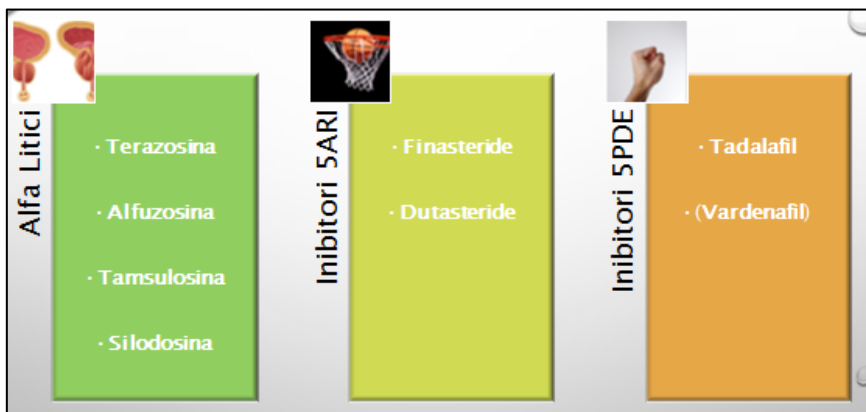 Alfa Litici
· Terazosina
· Alfuzosina
· Tamsulosina
· Silodosina
Inibitori 5ARI
· Finasteride
· Dutasteride
Inibitori 5PDE
· Tadalafil
· (Vardenafil)